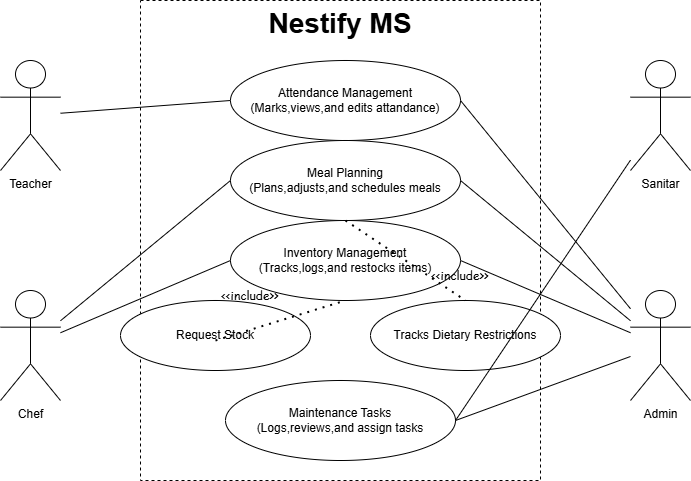 Nestify MS
Attendance Management
(Marks,views,and edits attandance)
Teacher
Sanitar
Meal Planning
(Plans,adjusts,and schedules meals
Inventory Management
(Tracks,logs,and restocks items)
<<include>>
<<include>>
Request Stock
Tracks Dietary Restrictions
Chef
Admin
Maintenance Tasks
(Logs,reviews,and assign tasks